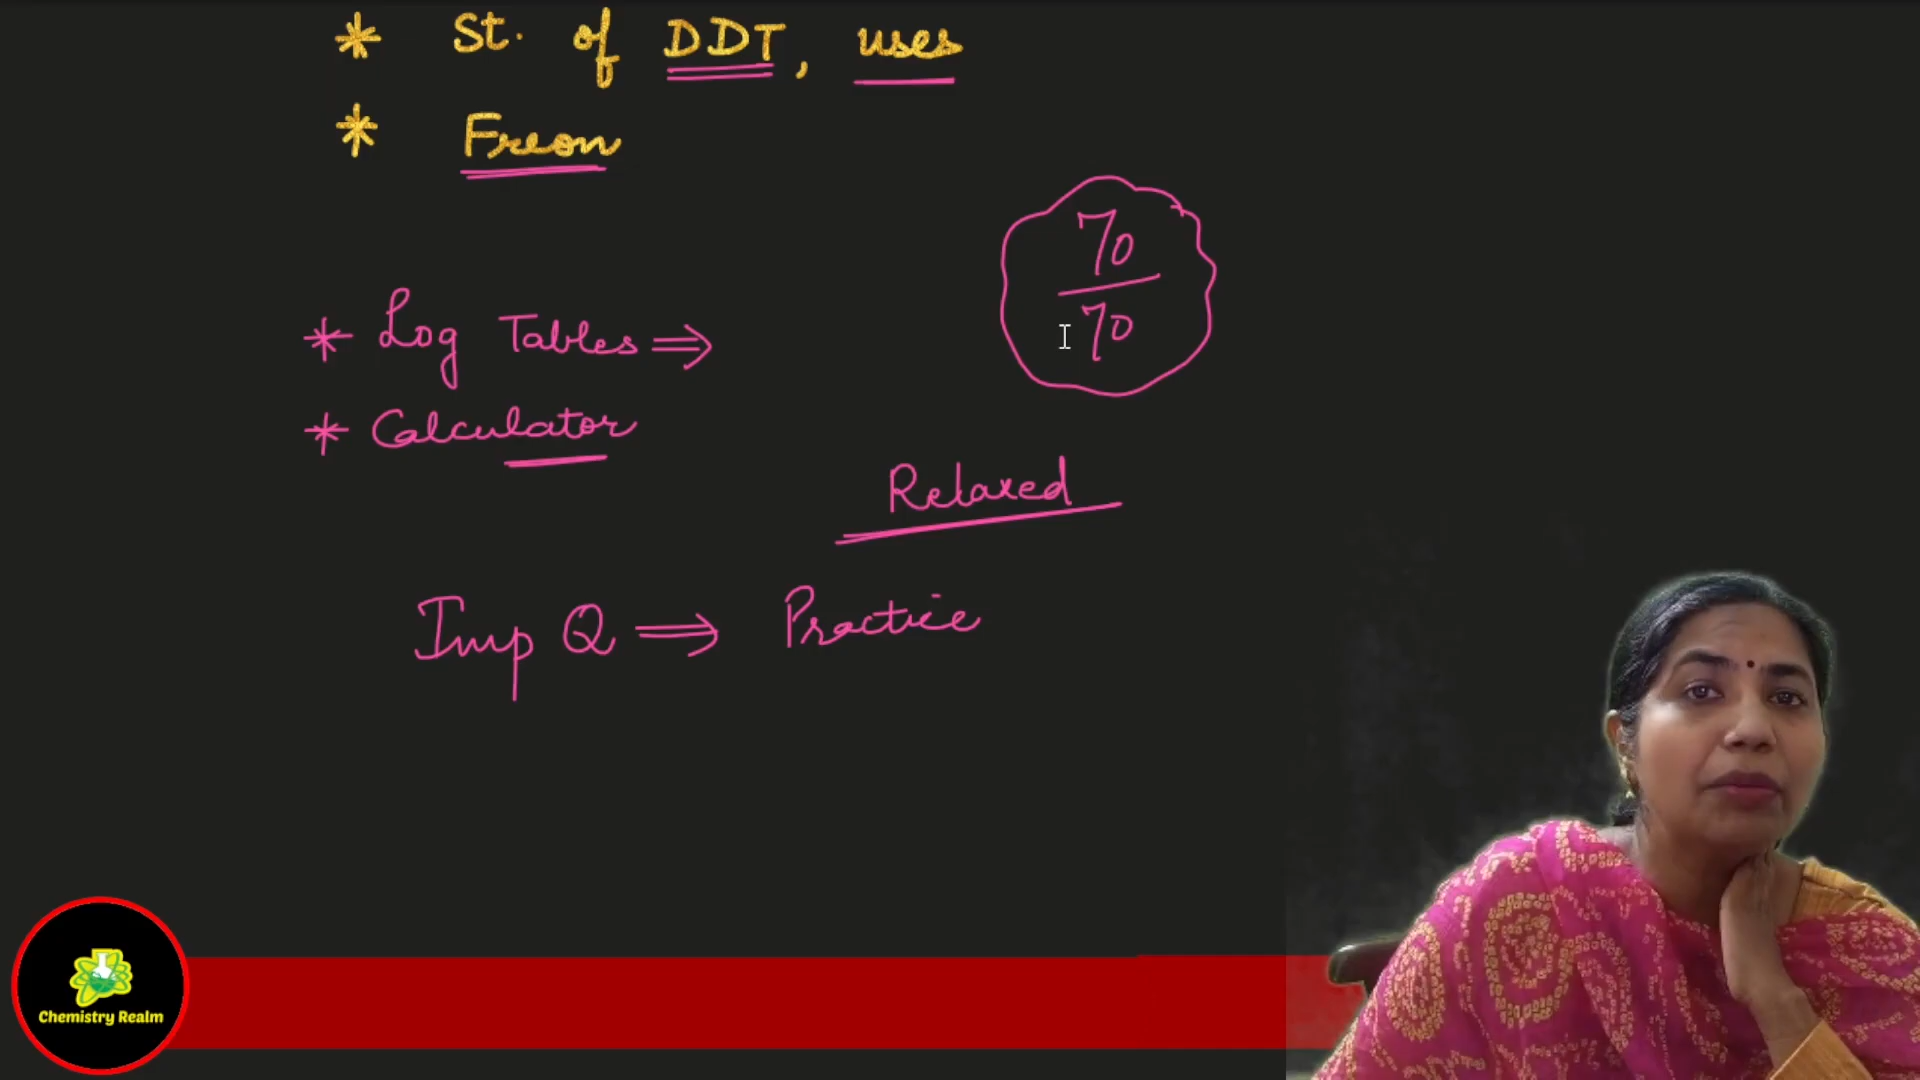 * St. of DDT, uses
* Freon
70
70
* Log Tables ⇒
* Calculator
Relaxed
Imp Q ⇒ Practice
Chemistry Realm